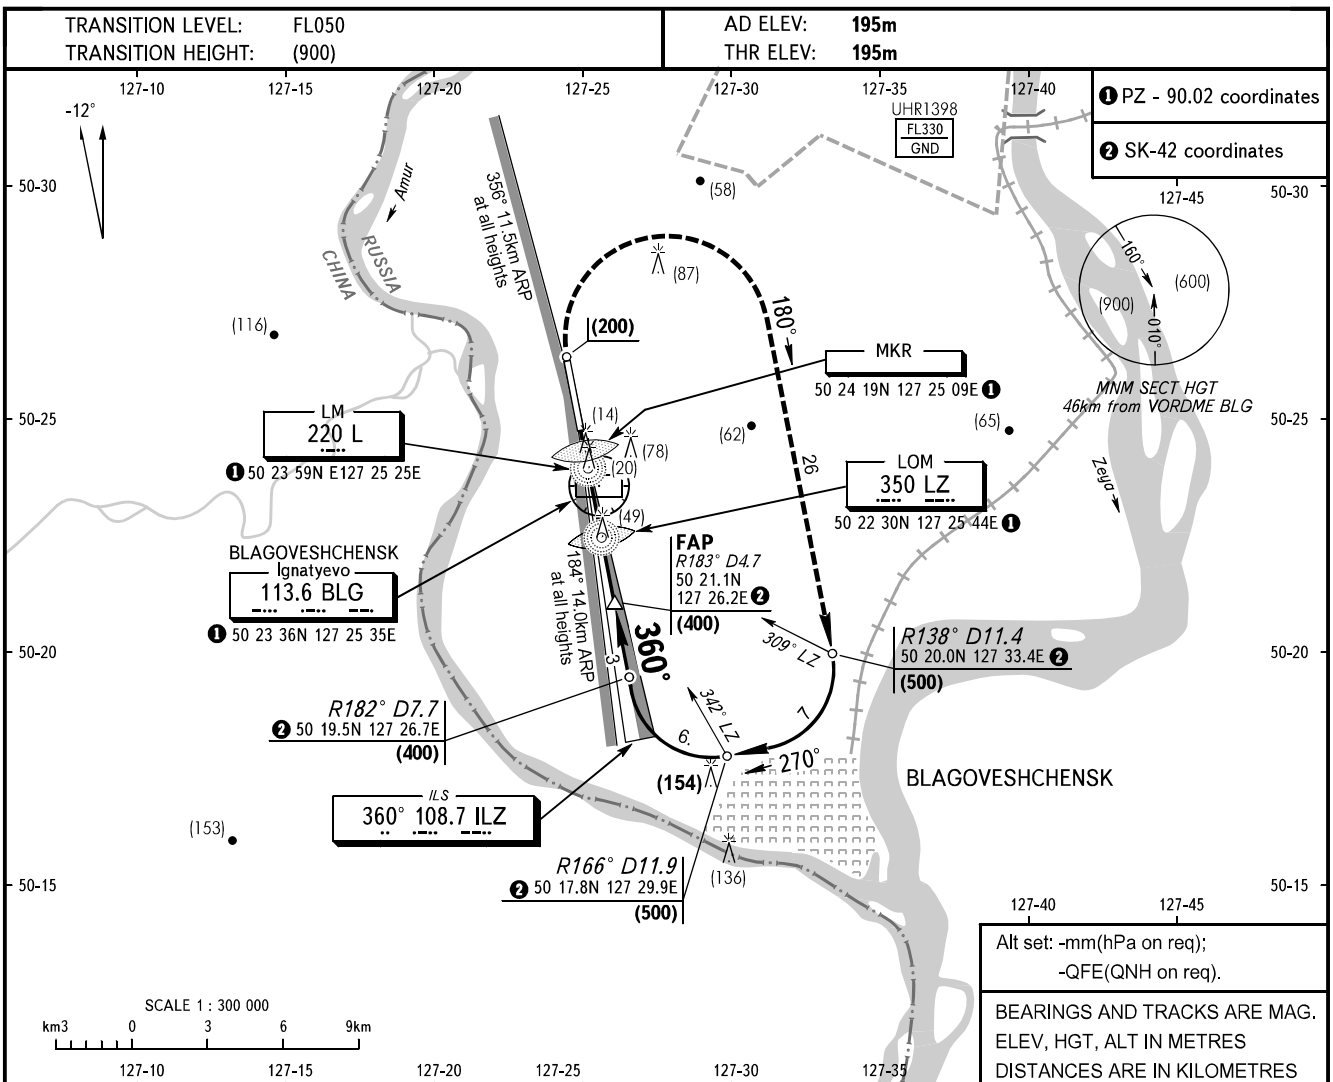 TRANSITION LEVEL: FL050
TRANSITION HEIGHT: (900)
AD ELEV: 195m
THR ELEV: 195m
127-10 127-15 127-20 127-25 127-30 127-35 127-40
❶ PZ - 90.02 coordinates
❷ SK-42 coordinates
-12°
UHR1398
FL330
GND
50-30
50-30
127-45
Amur
RUSSIA
CHINA
356° 11.5km ARP
at all heights
(58)
(87)
160°
(600)
(900)
010°
MNM SECT HGT
46km from VORDME BLG
(116)
(200)
180°
MKR
50 24 19N 127 25 09E ❶
50-25
50-25
LM
220 L
❶ 50 23 59N E127 25 25E
(14)
(78)
(20)
(62)
(65)
26
LOM
350 LZ
50 22 30N 127 25 44E ❶
Zeya
(49)
BLAGOVESHCHENSK
Ignatyevo
113.6 BLG
❶ 50 23 36N 127 25 35E
184° 14.0km ARP
at all heights
FAP
R183° D4.7
50 21.1N
127 26.2E ❷
(400)
360°
3
309° LZ
R138° D11.4
50 20.0N 127 33.4E ❷
(500)
50-20
50-20
R182° D7.7
❷ 50 19.5N 127 26.7E
(400)
342° LZ
6.
7
270°
(154)
BLAGOVESHCHENSK
ILS
360° 108.7 ILZ
(153)
(136)
R166° D11.9
❷ 50 17.8N 127 29.9E
(500)
50-15
50-15
127-40 127-45
Alt set: -mm(hPa on req);
-QFE(QNH on req).
SCALE 1 : 300 000
km3 0 3 6 9km
BEARINGS AND TRACKS ARE MAG.
ELEV, HGT, ALT IN METRES
DISTANCES ARE IN KILOMETRES
127-10 127-15 127-20 127-25 127-30 127-35